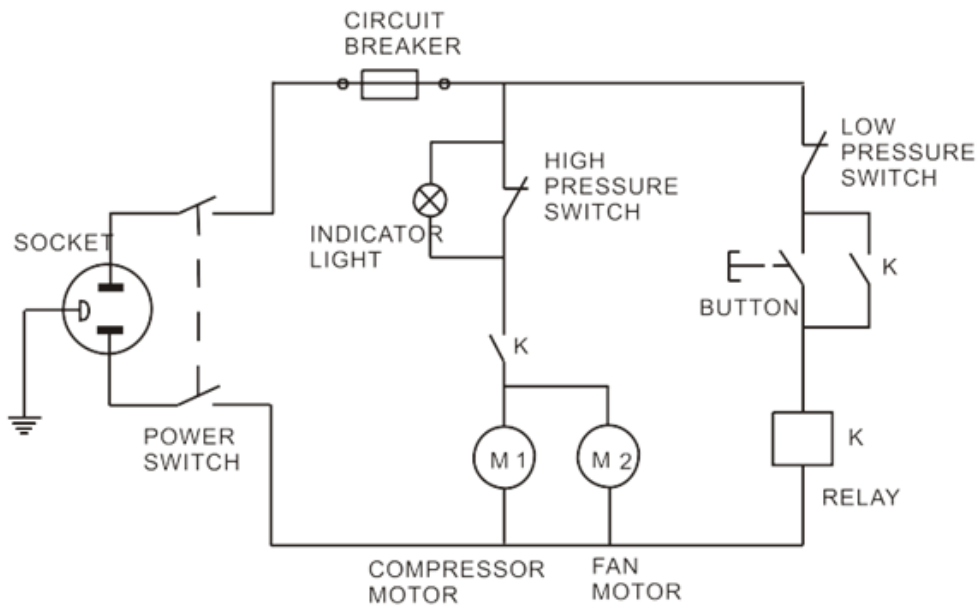 CIRCUIT
BREAKER
LOW
PRESSURE
SWITCH
HIGH
PRESSURE
SWITCH
INDICATOR
LIGHT
SOCKET
K
BUTTON
K
POWER
SWITCH
M 1
M 2
K
RELAY
COMPRESSOR
MOTOR
FAN
MOTOR